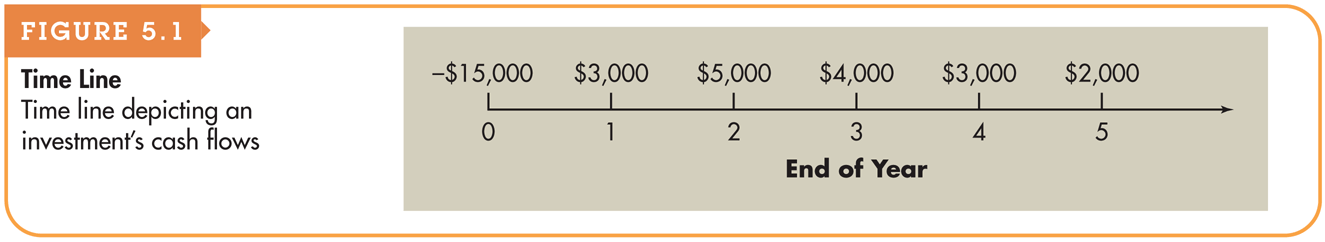 FIGURE 5.1
Time Line
Time line depicting an
investment's cash flows
–$15,000 $3,000 $5,000 $4,000 $3,000 $2,000
0 1 2 3 4 5
End of Year